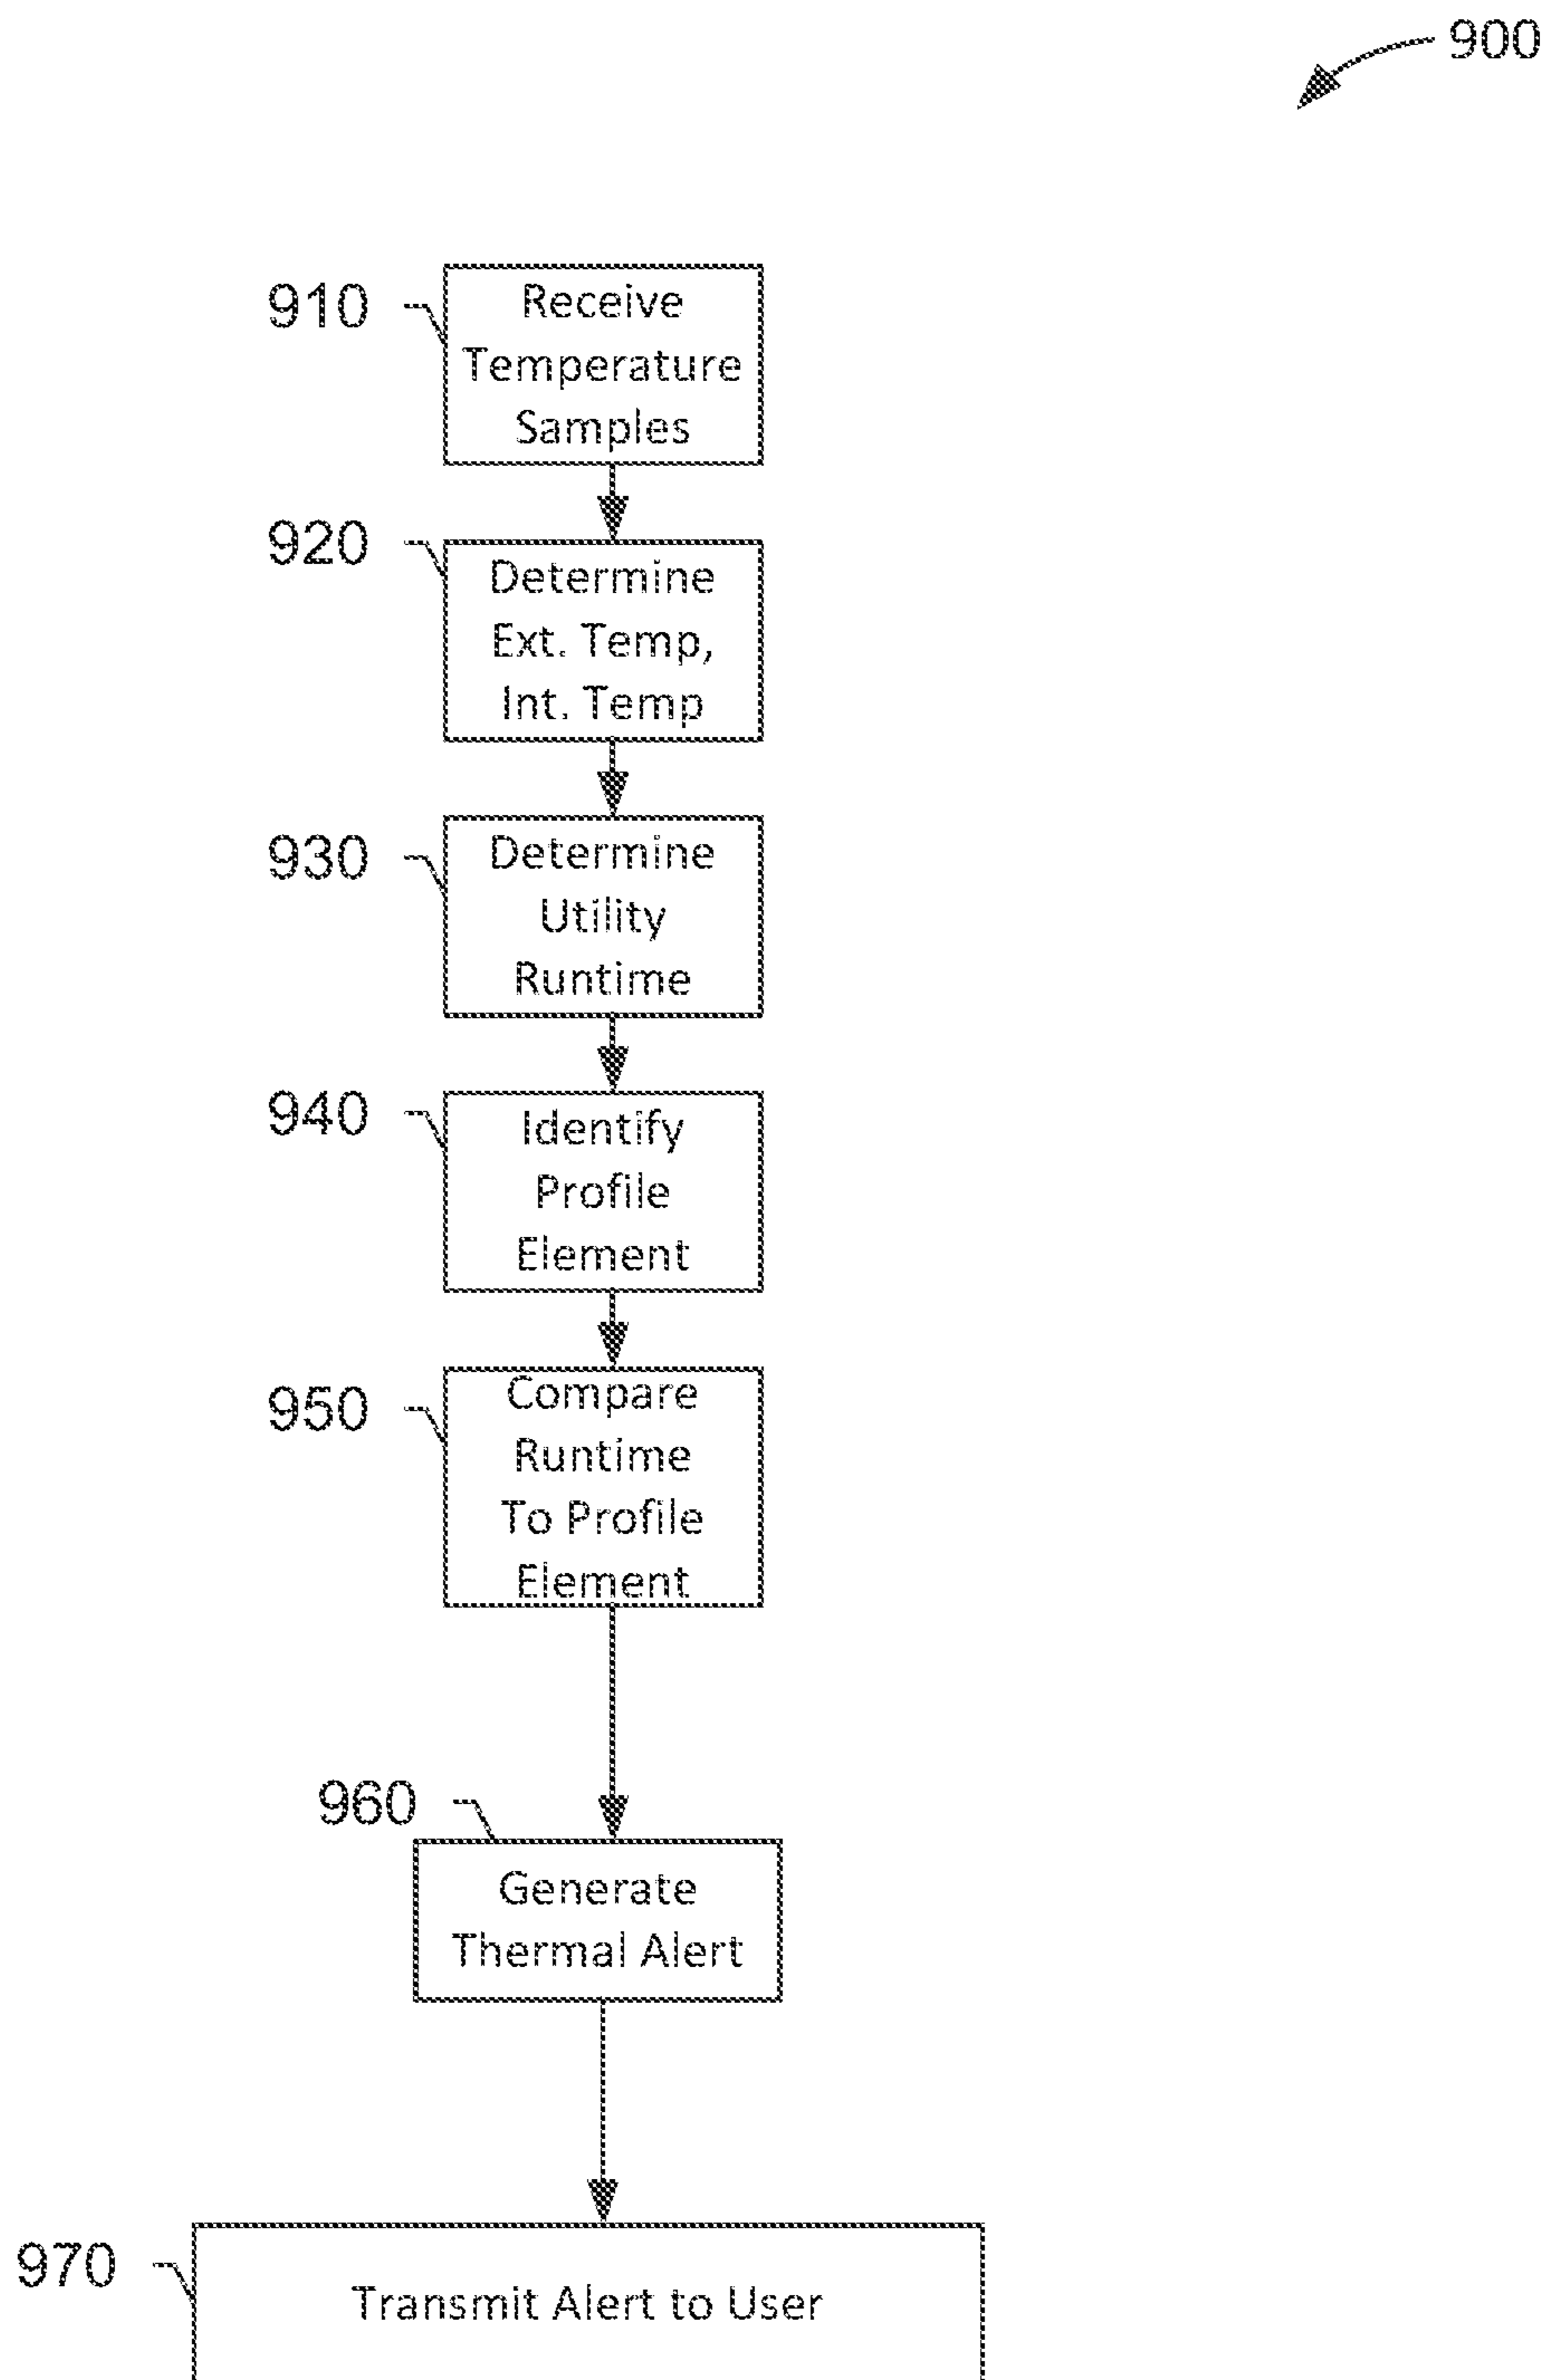 900
910
Receive
Temperature
Samples
920
Determine
Ext. Temp,
Int. Temp
930
Determine
Utility
Runtime
940
Identify
Profile
Element
950
Compare
Runtime
To Profile
Element
960
Generate
Thermal Alert
970
Transmit Alert to User